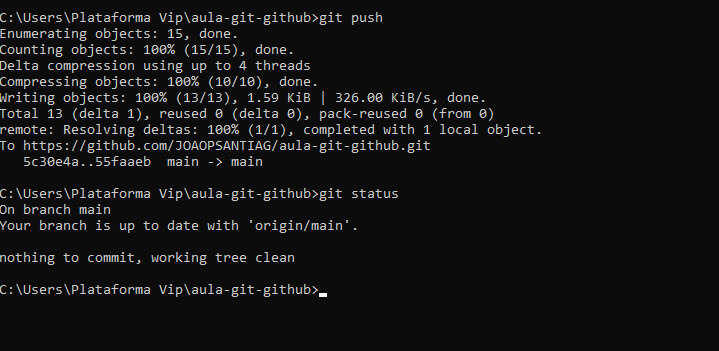 C:\Users\Plataforma Vip\aula-git-github>git push
Enumerating objects: 15, done.
Counting objects: 100% (15/15), done.
Delta compression using up to 4 threads
Compressing objects: 100% (10/10), done.
Writing objects: 100% (13/13), 1.59 KiB | 326.00 KiB/s, done.
Total 13 (delta 1), reused 0 (delta 0), pack-reused 0 (from 0)
remote: Resolving deltas: 100% (1/1), completed with 1 local object.
To https://github.com/JOAOPSANTIAG/aula-git-github.git
   5c30e4a..55faaeb  main -> main
C:\Users\Plataforma Vip\aula-git-github>git status
On branch main
Your branch is up to date with 'origin/main'.
nothing to commit, working tree clean
C:\Users\Plataforma Vip\aula-git-github>